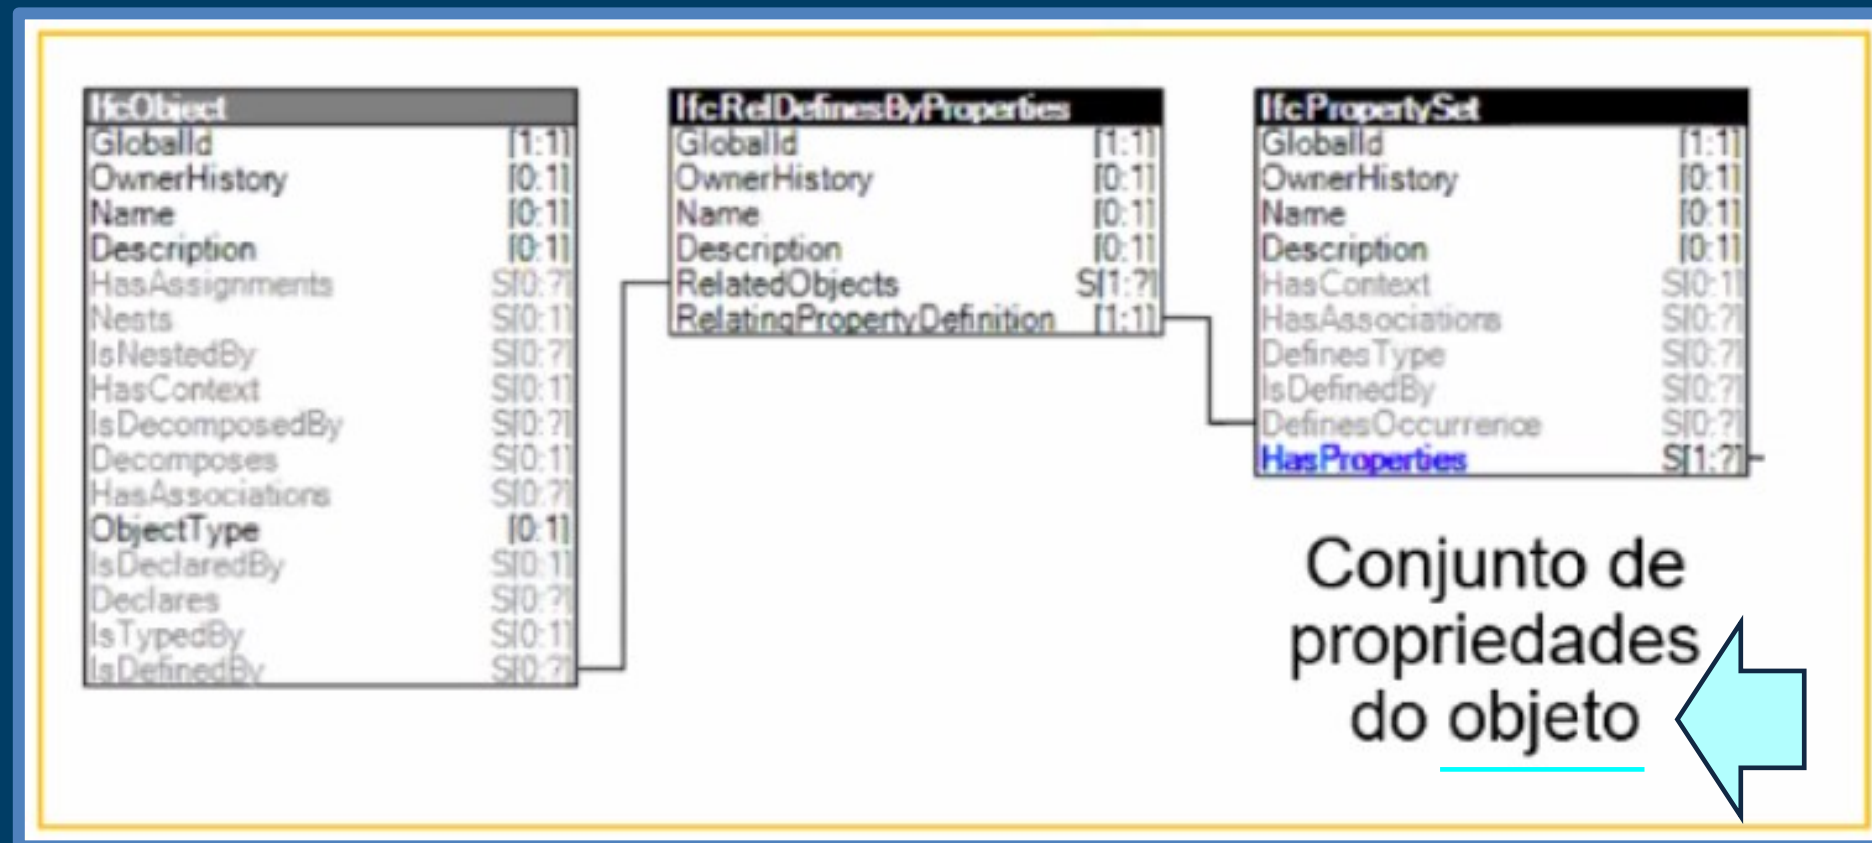 IfcObject
GlobalId [1:1]
OwnerHistory [0:1]
Name [0:1]
Description [0:1]
HasAssignments S[0:?]
Nests S[0:1]
IsNestedBy S[0:?]
HasContext S[0:1]
IsDecomposedBy S[0:?]
Decomposes S[0:1]
HasAssociations S[0:?]
ObjectType [0:1]
IsDeclaredBy S[0:1]
Declares S[0:?]
IsTypedBy S[0:1]
IsDefinedBy S[0:?]
IfcRelDefinesByProperties
GlobalId [1:1]
OwnerHistory [0:1]
Name [0:1]
Description [0:1]
RelatedObjects S[1:?]
RelatingPropertyDefinition [1:1]
IfcPropertySet
GlobalId [1:1]
OwnerHistory [0:1]
Name [0:1]
Description [0:1]
HasContext S[0:1]
HasAssociations S[0:?]
DefinesType S[0:?]
IsDefinedBy S[0:?]
DefinesOccurrence S[0:?]
HasProperties S[1:?]
Conjunto de
propriedades
do objeto